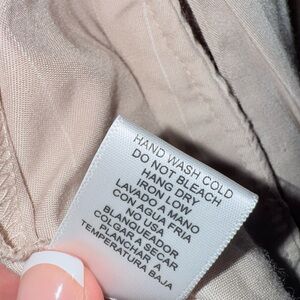 HAND WASH COLD
DO NOT BLEACH
HANG DRY
IRON LOW
LAVADO A MANO
CON AGUA FRIA
NO USA
BLANQUEADOR
COLGAR A SECAR
PLANCHAR A
TEMPERATURA BAJA